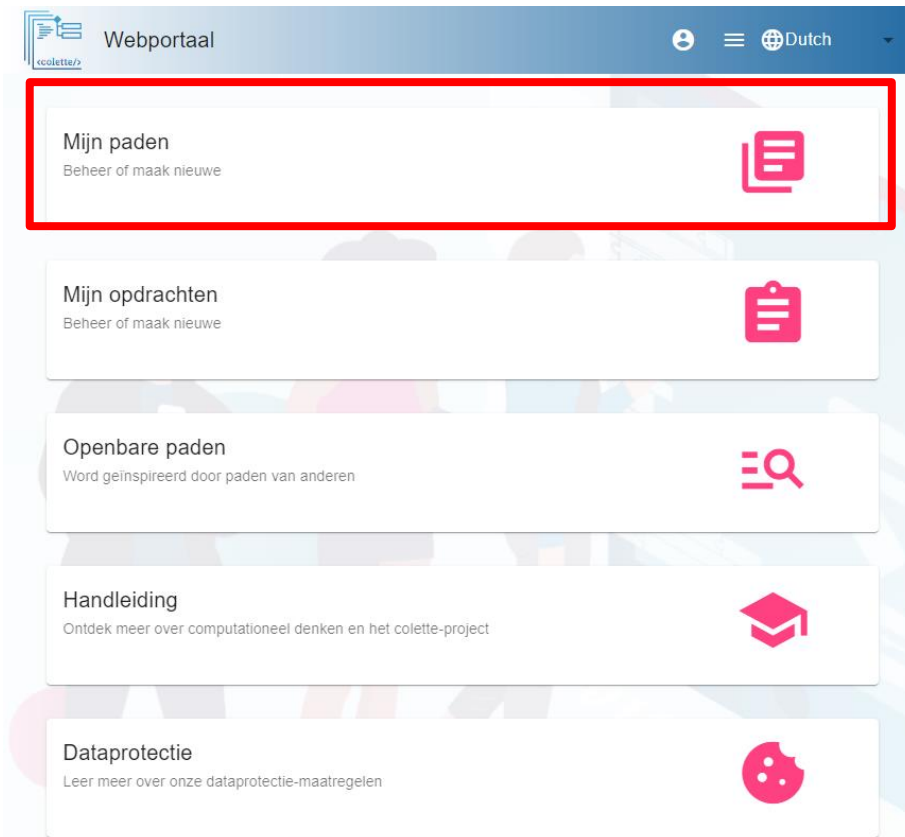 <colette/>
Webportaal
Dutch
Mijn paden
Beheer of maak nieuwe
Mijn opdrachten
Beheer of maak nieuwe
Openbare paden
Word geïnspireerd door paden van anderen
Handleiding
Ontdek meer over computationeel denken en het colette-project
Dataprotectie
Leer meer over onze dataprotectie-maatregelen